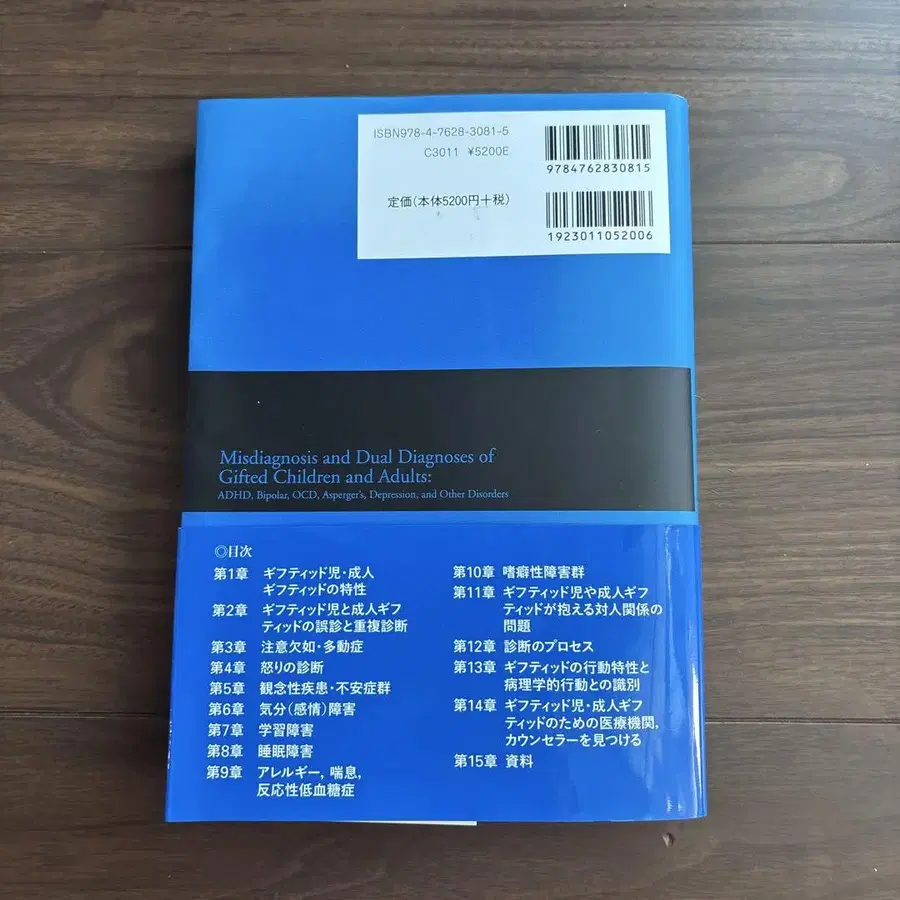 ISBN978-4-7628-3081-5
C3011 ¥5200E
定価(本体5200円+税)
9784762830815
1923011052006
Misdiagnosis and Dual Diagnoses of
Gifted Children and Adults:
ADHD, Bipolar, OCD, Asperger's, Depression, and Other Disorders
◎目次
第1章 ギフティッド児・成人
ギフティッドの特性
第2章 ギフティッド児と成人ギフ
ティッドの誤診と重複診断
第3章 注意欠如・多動症
第4章 怒りの診断
第5章 観念性疾患・不安症群
第6章 気分(感情)障害
第7章 学習障害
第8章 睡眠障害
第9章 アレルギー,喘息,
反応性低血糖症
第10章 嗜癖性障害群
第11章 ギフティッド児や成人ギフ
ティッドが抱える対人関係の
問題
第12章 診断のプロセス
第13章 ギフティッドの行動特性と
病理学的行動との識別
第14章 ギフティッド児・成人ギフ
ティッドのための医療機関,
カウンセラーを見つける
第15章 資料